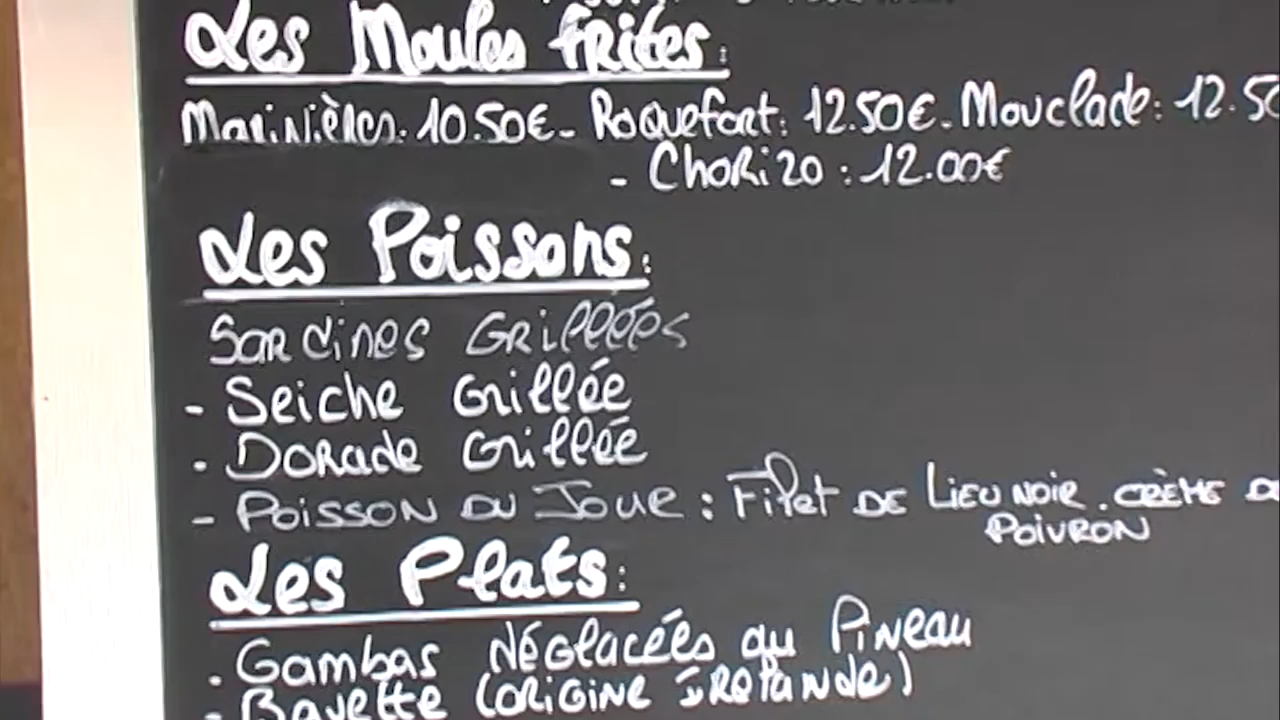 Les Moules frites:
Marinières. 10.50€ - Roquefort: 12.50€. Mouclade: 12.50
- Chorizo : 12.00€
Les Poissons:
Sardines Grillées
- Seiche Grillée
- Dorade Grillée
- Poisson du Jour : Filet de Lieu noir. crème de
Poivron
Les Plats:
- Gambas Néglacéés au Pineau
- Bavette (origine Irelande)